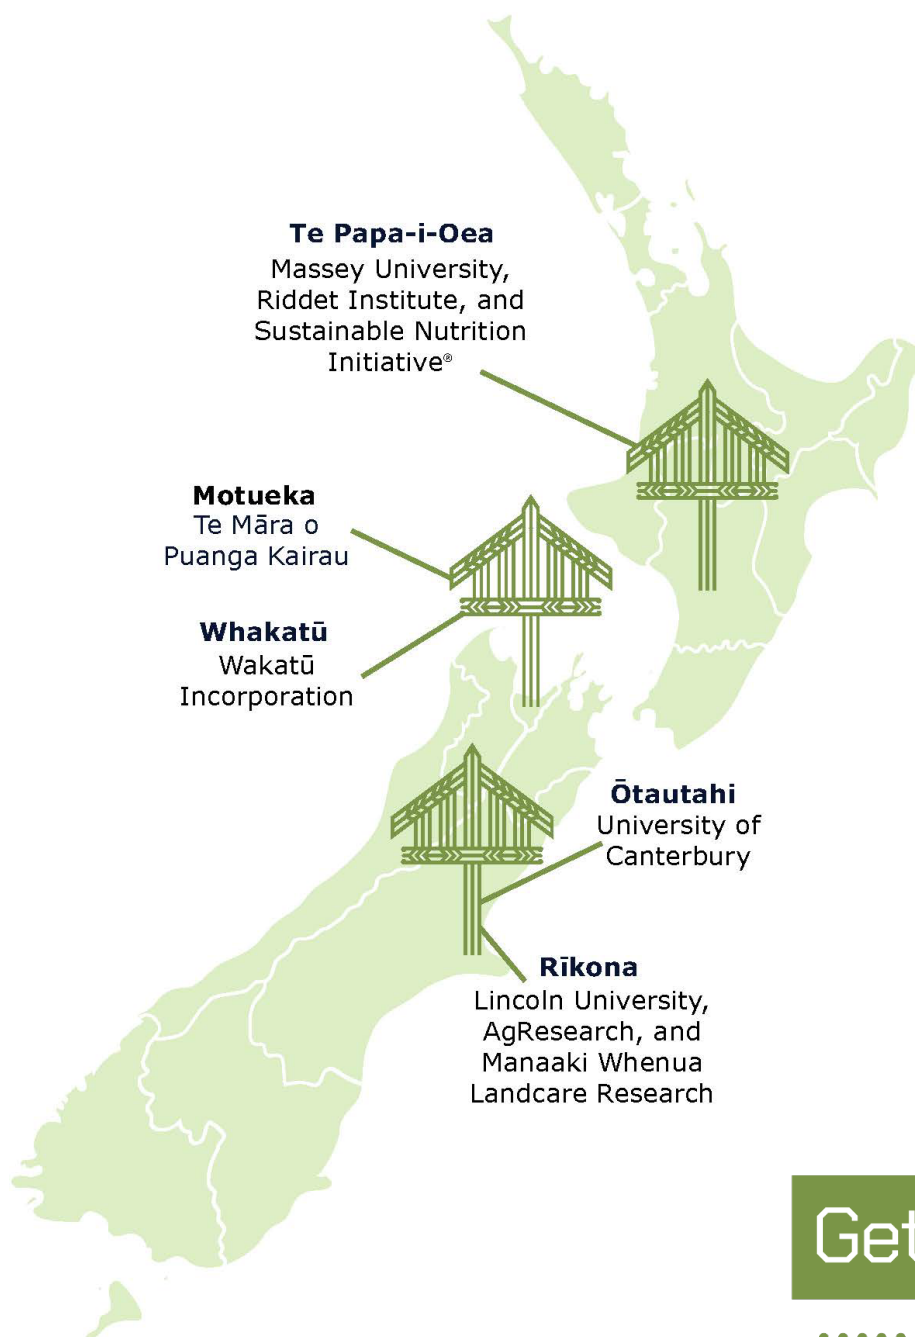 Te Papa-i-Oea
Massey University,
Riddet Institute, and
Sustainable Nutrition
Initiative®
Motueka
Te Māra o
Puanga Kairau
Whakatū
Wakatū
Incorporation
Ōtautahi
University of
Canterbury
Rīkona
Lincoln University,
AgResearch, and
Manaaki Whenua
Landcare Research
Get